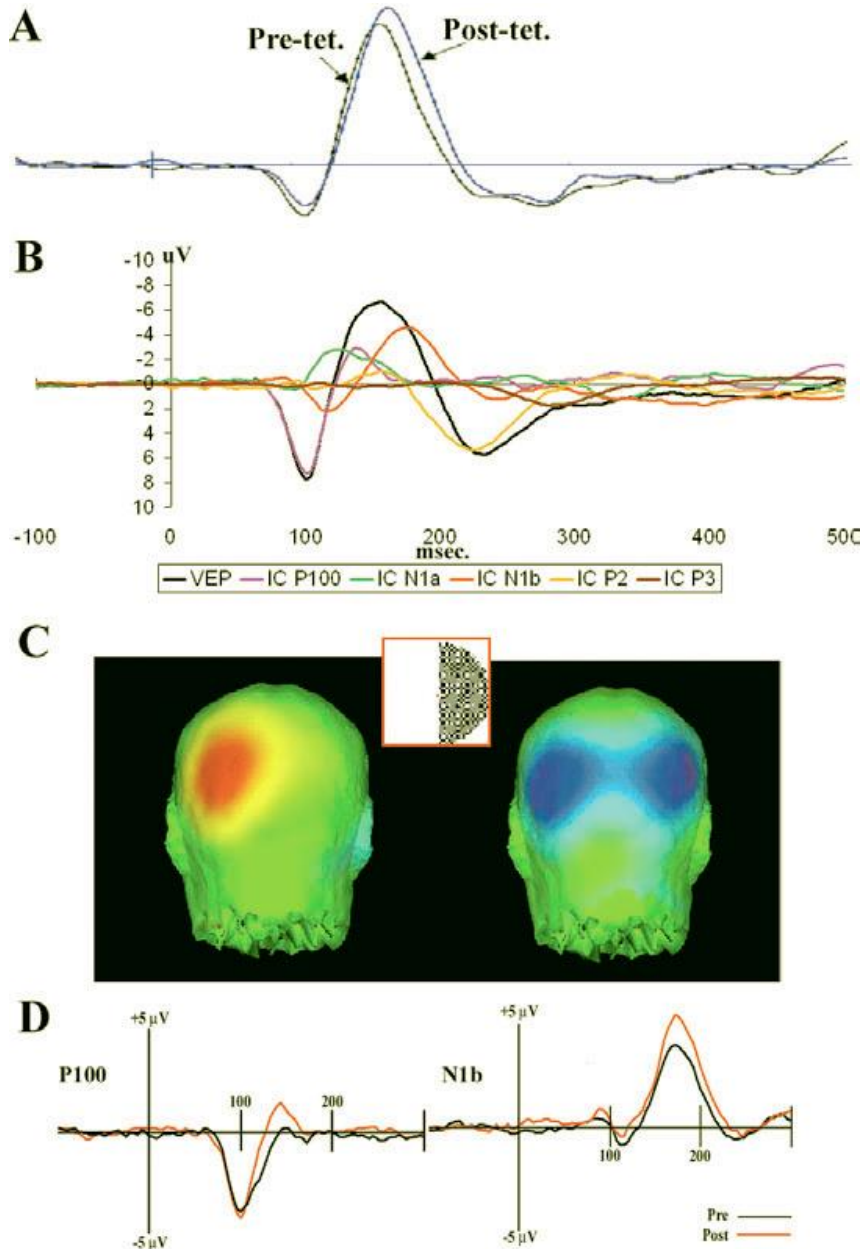 A
Pre-tet.
Post-tet.
B
uV
-10
-8
-6
-4
-2
0
2
4
6
8
10
-100 0 100 200 300 400 500
msec.
VEP IC P100 IC N1a IC N1b IC P2 IC P3
C
D
+5 µV +5 µV
P100 N1b
100 200
100 200
-5 µV -5 µV
Pre
Post